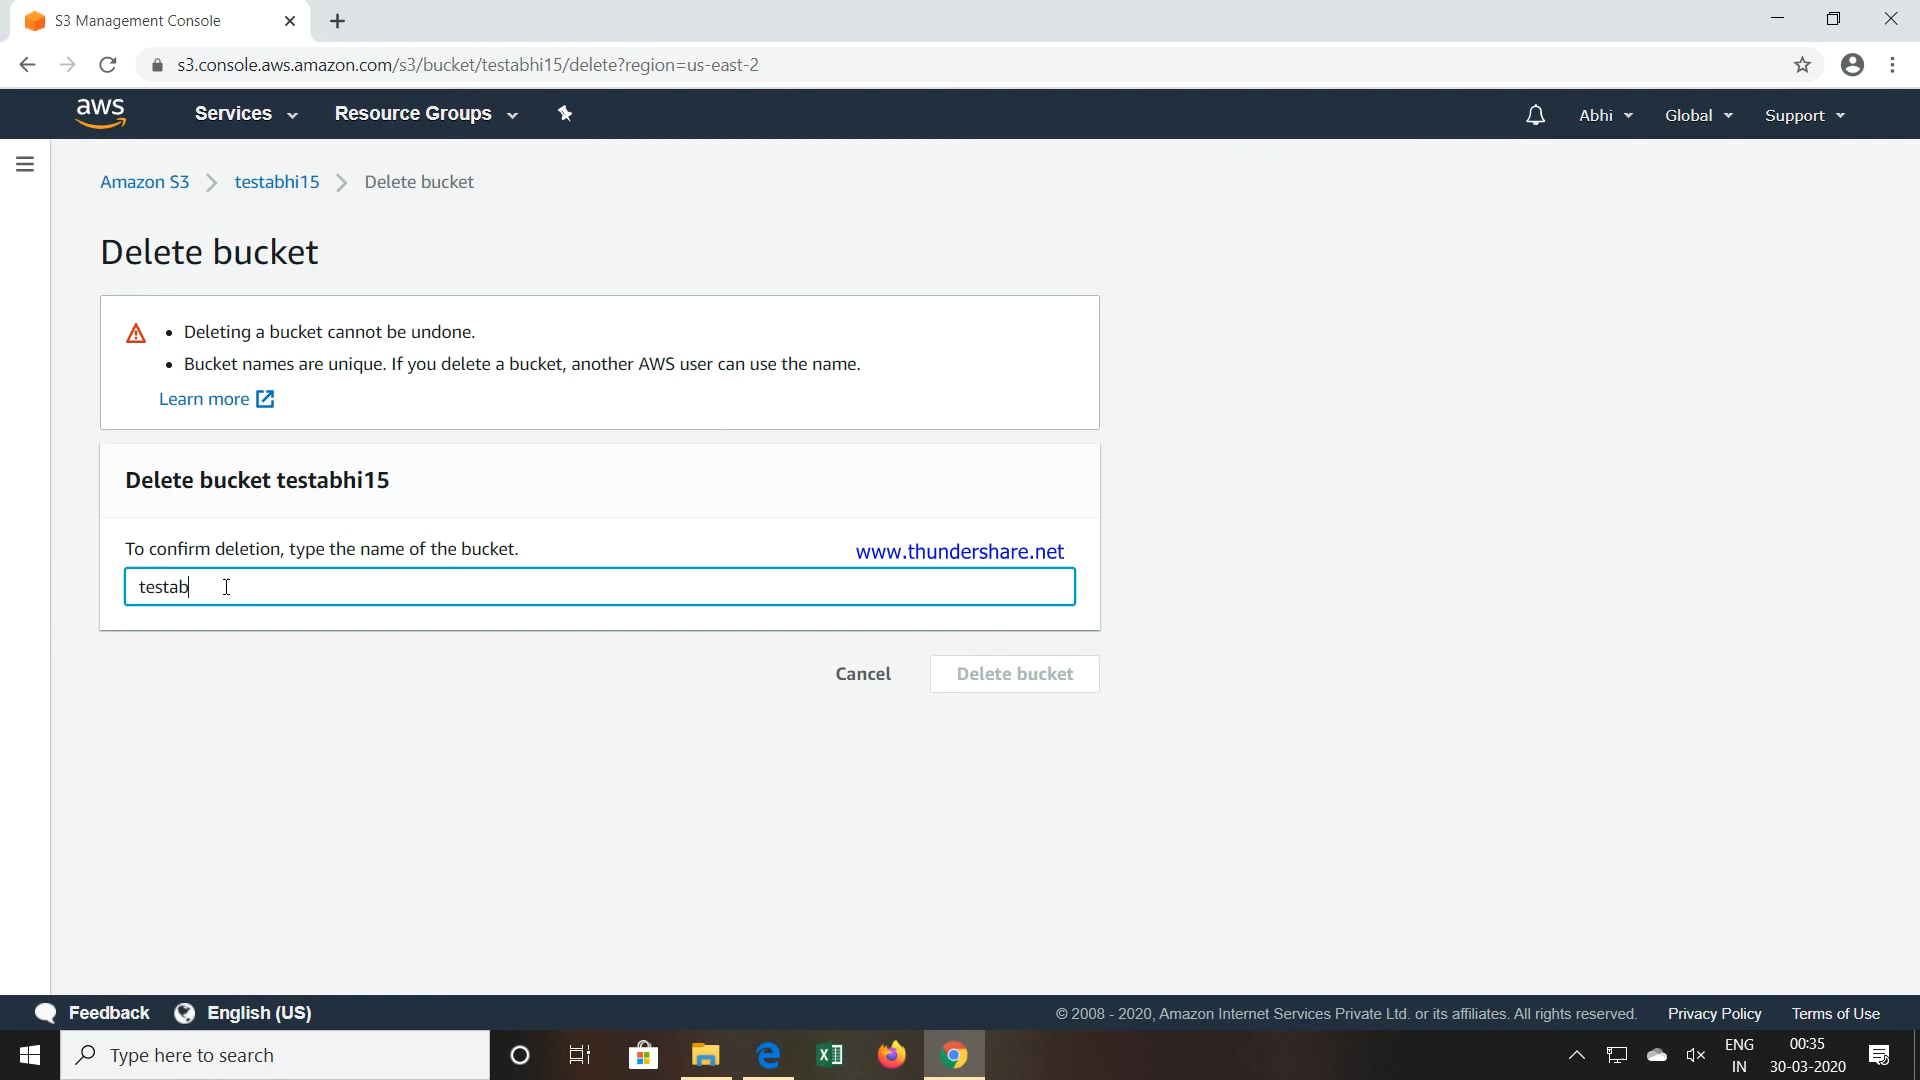 S3 Management Console
s3.console.aws.amazon.com/s3/bucket/testabhi15/delete?region=us-east-2
aws Services Resource Groups Abhi Global Support
Amazon S3 testabhi15 Delete bucket
Delete bucket
Deleting a bucket cannot be undone.
Bucket names are unique. If you delete a bucket, another AWS user can use the name.
Learn more
Delete bucket testabhi15
To confirm deletion, type the name of the bucket.
www.thundershare.net
testab
Cancel Delete bucket
Feedback English (US) © 2008 - 2020, Amazon Internet Services Private Ltd. or its affiliates. All rights reserved. Privacy Policy Terms of Use
Type here to search
ENG
IN
00:35
30-03-2020